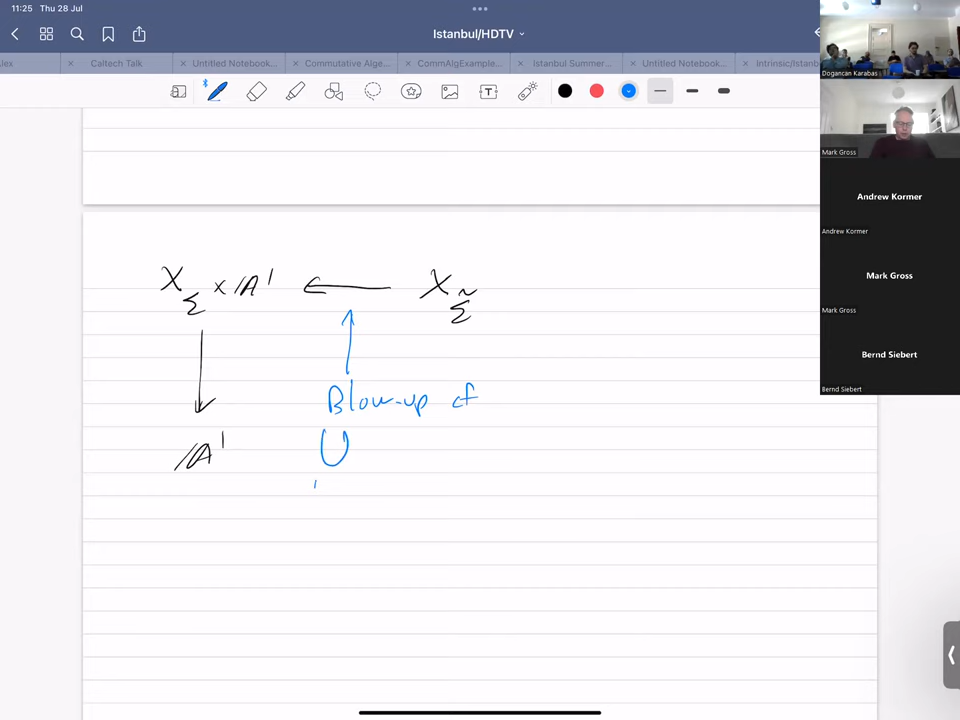 11:25 Thu 28 Jul
Istanbul/HDTV
Caltech Talk
Untitled Notebook...
Commutative Alge...
CommAlgExample...
Istanbul Summer...
Untitled Notebook...
Intrinsic/Istanb
Dogancan Karabas
Mark Gross
Andrew Kormer
Andrew Kormer
Mark Gross
Mark Gross
Bernd Siebert
Bernd Siebert
X_Σ × 𝔸¹ ← X_Σ̃
Blow-up of
𝔸¹ ∪